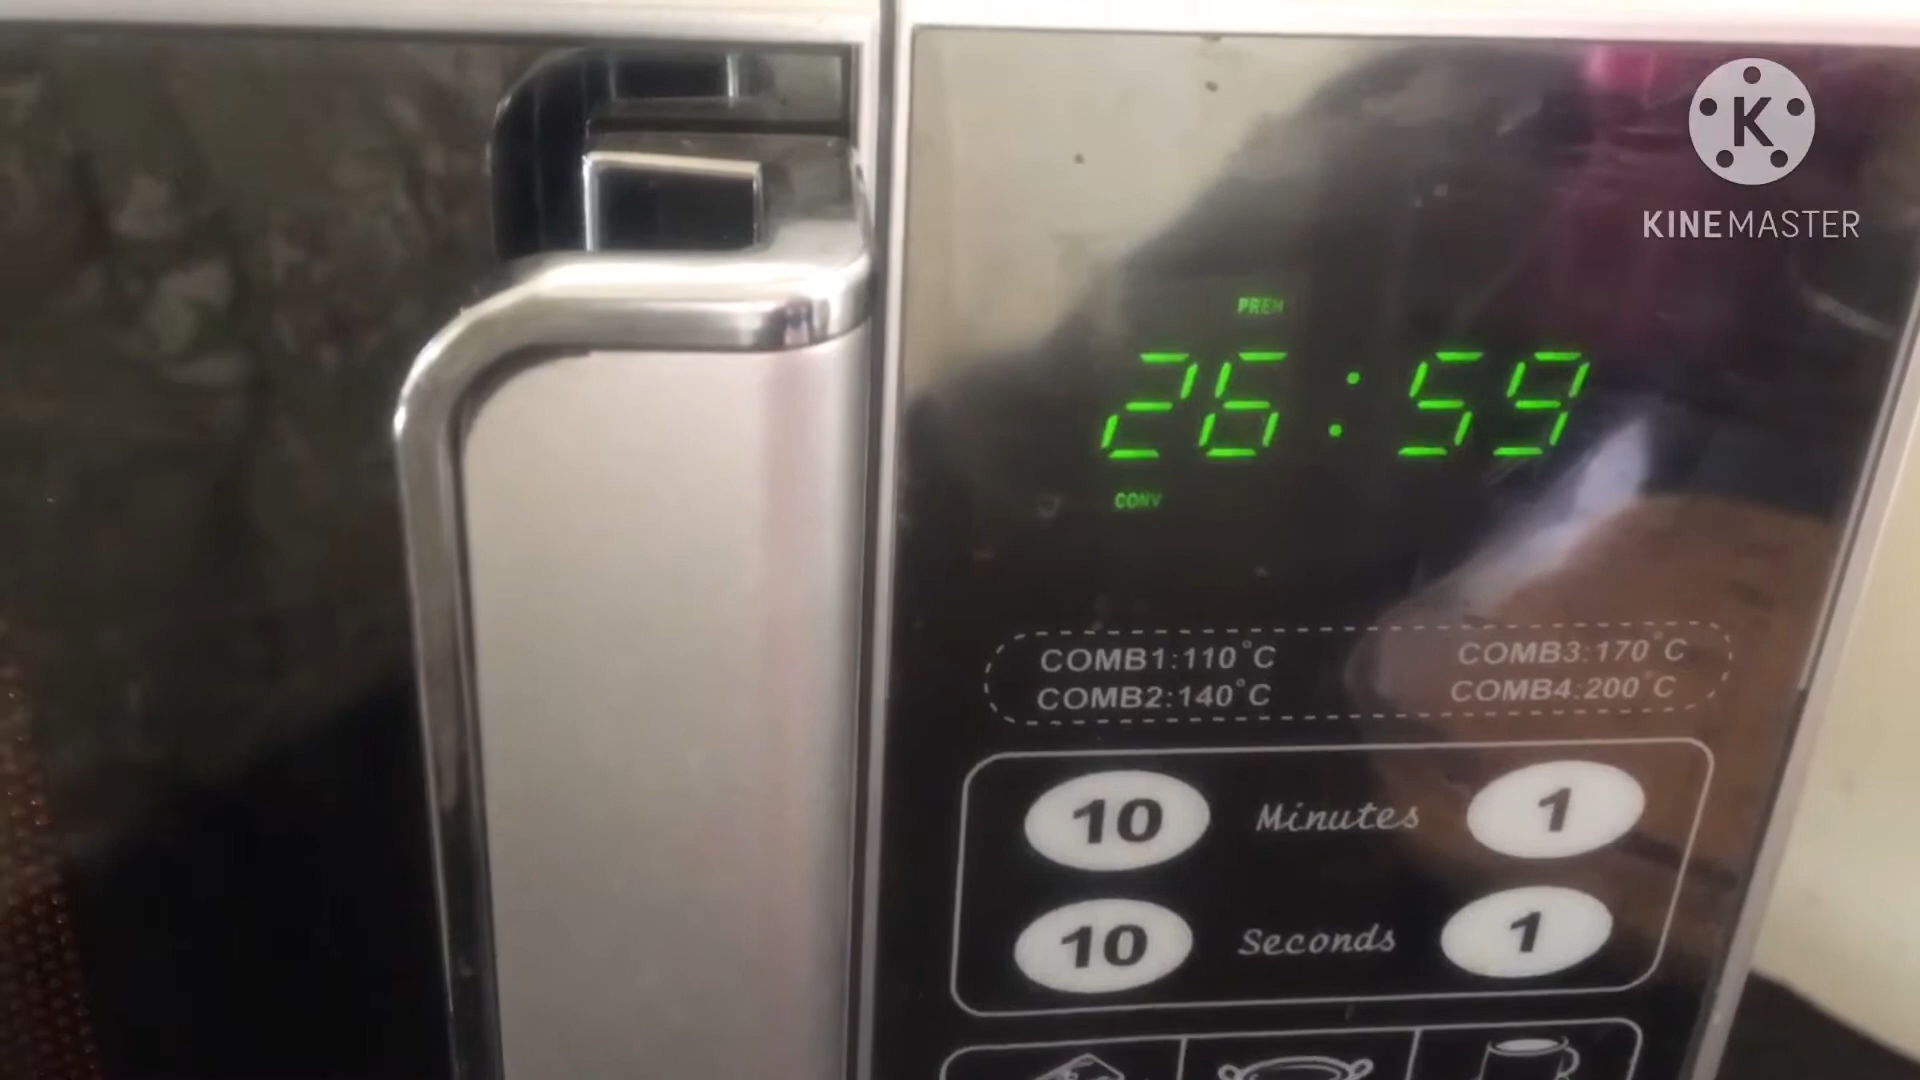 K
KINEMASTER
PREH
26:59
CONV
COMB1:110°C COMB3:170°C
COMB2:140°C COMB4:200°C
10 Minutes 1
10 Seconds 1